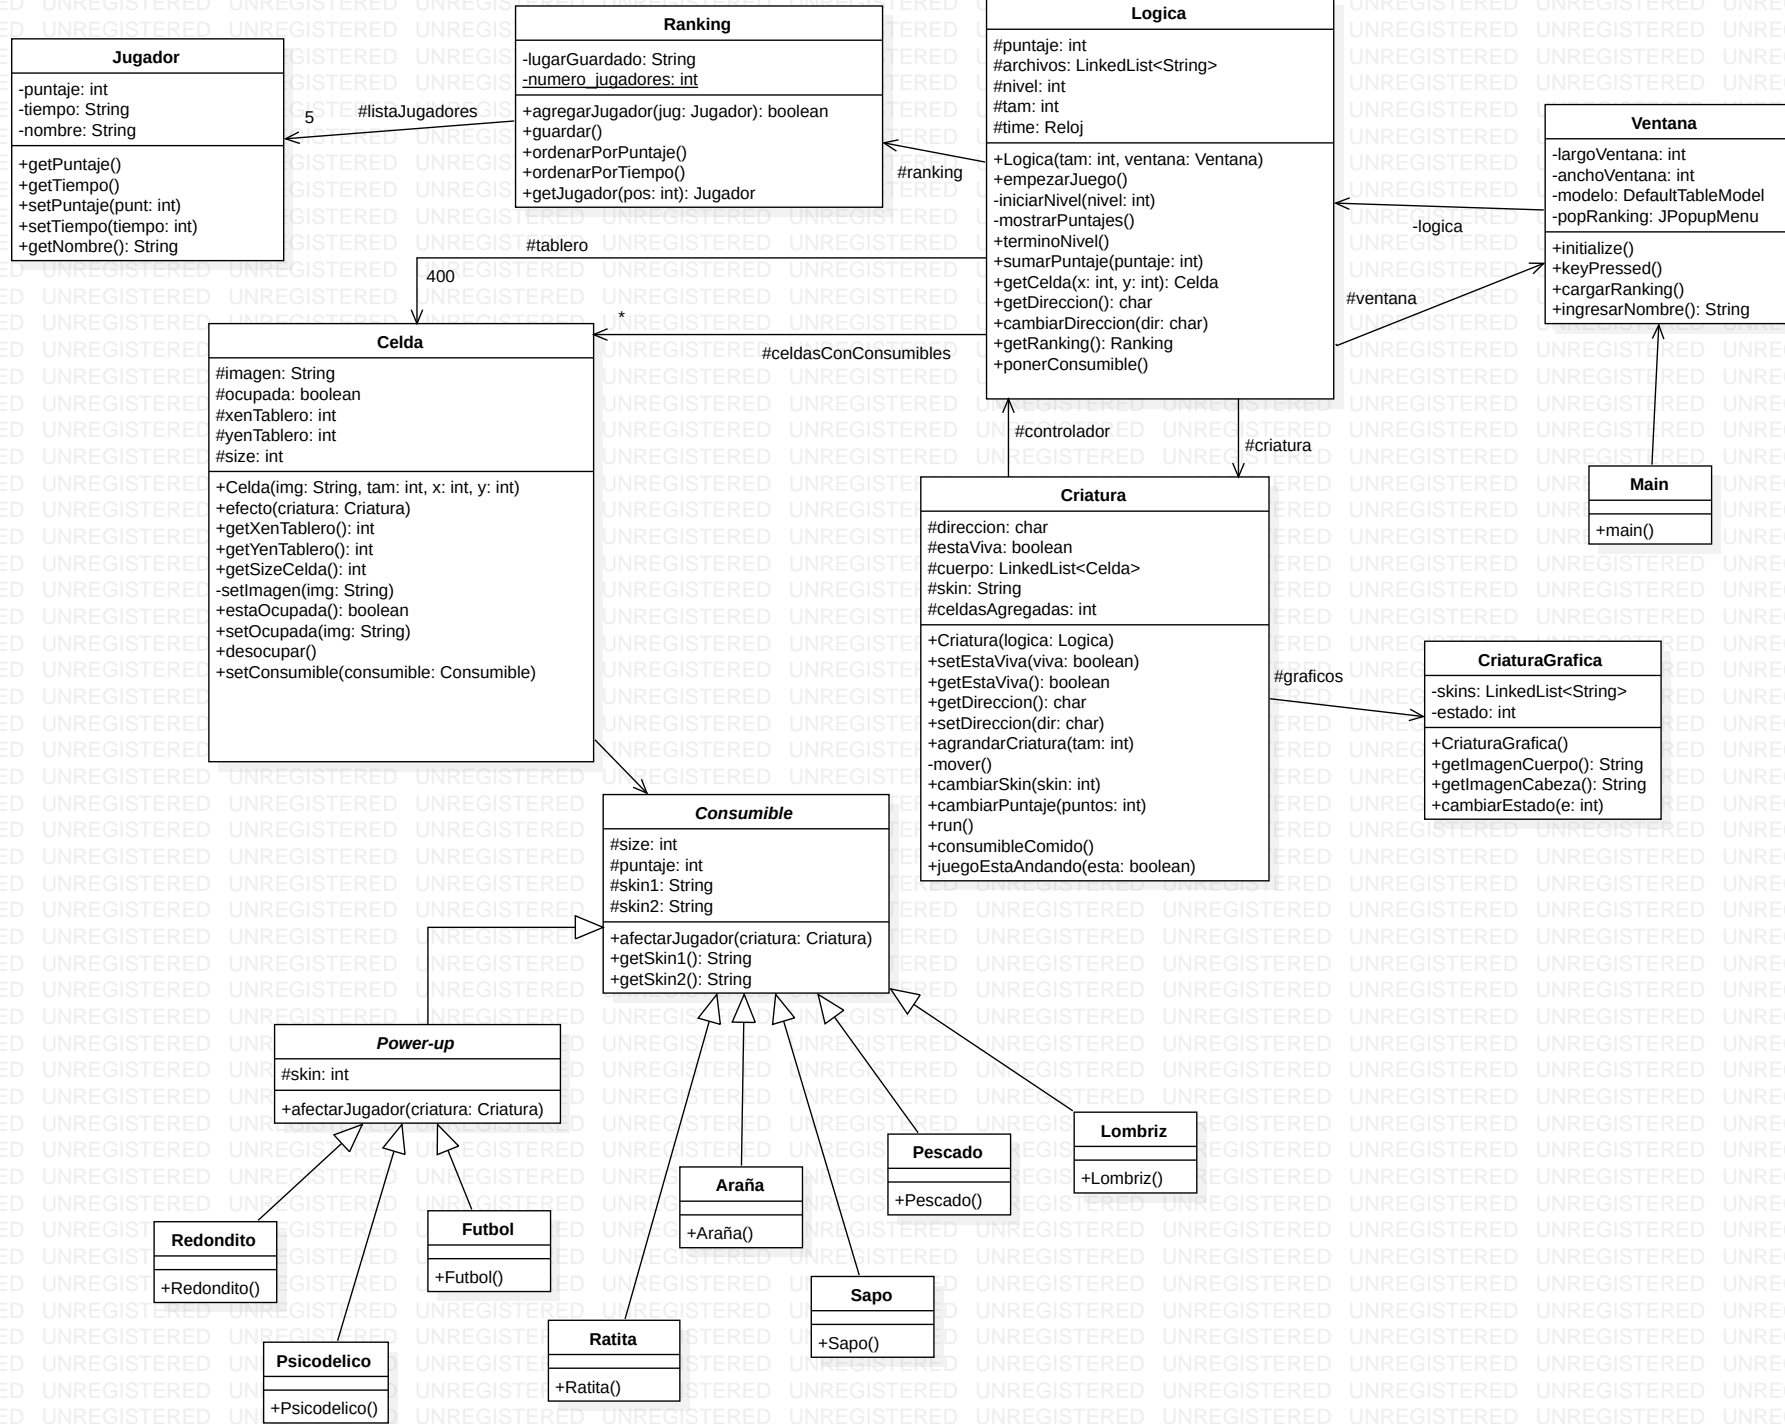 Jugador
-puntaje: int
-tiempo: String
-nombre: String
+getPuntaje()
+getTiempo()
+setPuntaje(punt: int)
+setTiempo(tiempo: int)
+getNombre(): String
5
#listaJugadores
Ranking
-lugarGuardado: String
-numero_jugadores: int
+agregarJugador(jug: Jugador): boolean
+guardar()
+ordenarPorPuntaje()
+ordenarPorTiempo()
+getJugador(pos: int): Jugador
#ranking
Logica
#puntaje: int
#archivos: LinkedList<String>
#nivel: int
#tam: int
#time: Reloj
+Logica(tam: int, ventana: Ventana)
+empezarJuego()
-iniciarNivel(nivel: int)
-mostrarPuntajes()
+terminoNivel()
+sumarPuntaje(puntaje: int)
+getCelda(x: int, y: int): Celda
+getDireccion(): char
+cambiarDireccion(dir: char)
+getRanking(): Ranking
+ponerConsumible()
-logica
#ventana
Ventana
-largoVentana: int
-anchoVentana: int
-modelo: DefaultTableModel
-popRanking: JPopupMenu
+initialize()
+keyPressed()
+cargarRanking()
+ingresarNombre(): String
Main
+main()
#tablero
400
*
#celdasConConsumibles
#controlador
#criatura
Celda
#imagen: String
#ocupada: boolean
#xenTablero: int
#yenTablero: int
#size: int
+Celda(img: String, tam: int, x: int, y: int)
+efecto(criatura: Criatura)
+getXenTablero(): int
+getYenTablero(): int
+getSizeCelda(): int
-setImagen(img: String)
+estaOcupada(): boolean
+setOcupada(img: String)
+desocupar()
+setConsumible(consumible: Consumible)
Criatura
#direccion: char
#estaViva: boolean
#cuerpo: LinkedList<Celda>
#skin: String
#celdasAgregadas: int
+Criatura(logica: Logica)
+setEstaViva(viva: boolean)
+getEstaViva(): boolean
+getDireccion(): char
+setDireccion(dir: char)
+agrandarCriatura(tam: int)
-mover()
+cambiarSkin(skin: int)
+cambiarPuntaje(puntos: int)
+run()
+consumibleComido()
+juegoEstaAndando(esta: boolean)
#graficos
CriaturaGrafica
-skins: LinkedList<String>
-estado: int
+CriaturaGrafica()
+getImagenCuerpo(): String
+getImagenCabeza(): String
+cambiarEstado(e: int)
Consumible
#size: int
#puntaje: int
#skin1: String
#skin2: String
+afectarJugador(criatura: Criatura)
+getSkin1(): String
+getSkin2(): String
Power-up
#skin: int
+afectarJugador(criatura: Criatura)
Redondito
+Redondito()
Psicodelico
+Psicodelico()
Futbol
+Futbol()
Ratita
+Ratita()
Araña
+Araña()
Sapo
+Sapo()
Pescado
+Pescado()
Lombriz
+Lombriz()
UNREGISTERED